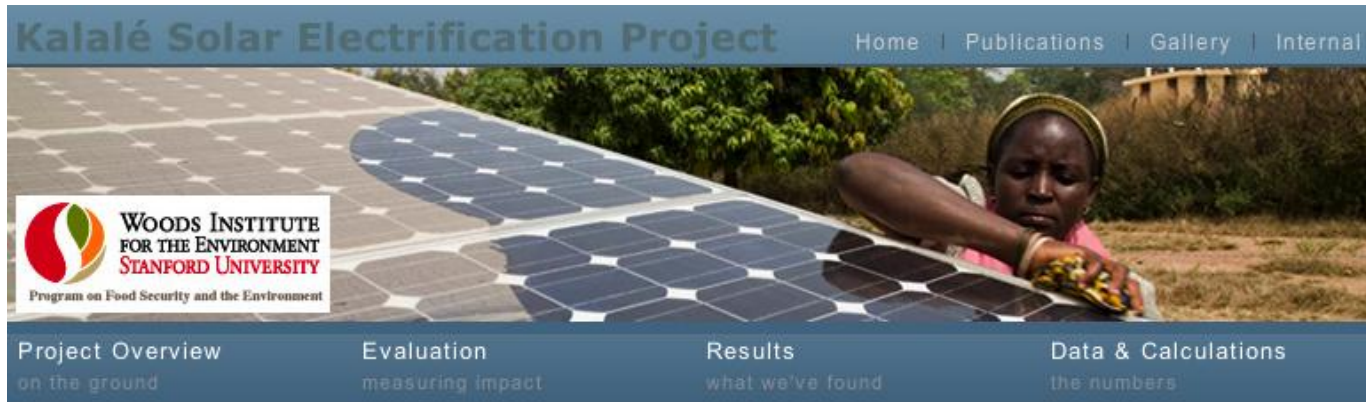 Kalalé Solar Electrification Project
Home | Publications | Gallery | Internal
WOODS INSTITUTE
FOR THE ENVIRONMENT
STANFORD UNIVERSITY
Program on Food Security and the Environment
Project Overview
on the ground
Evaluation
measuring impact
Results
what we've found
Data & Calculations
the numbers